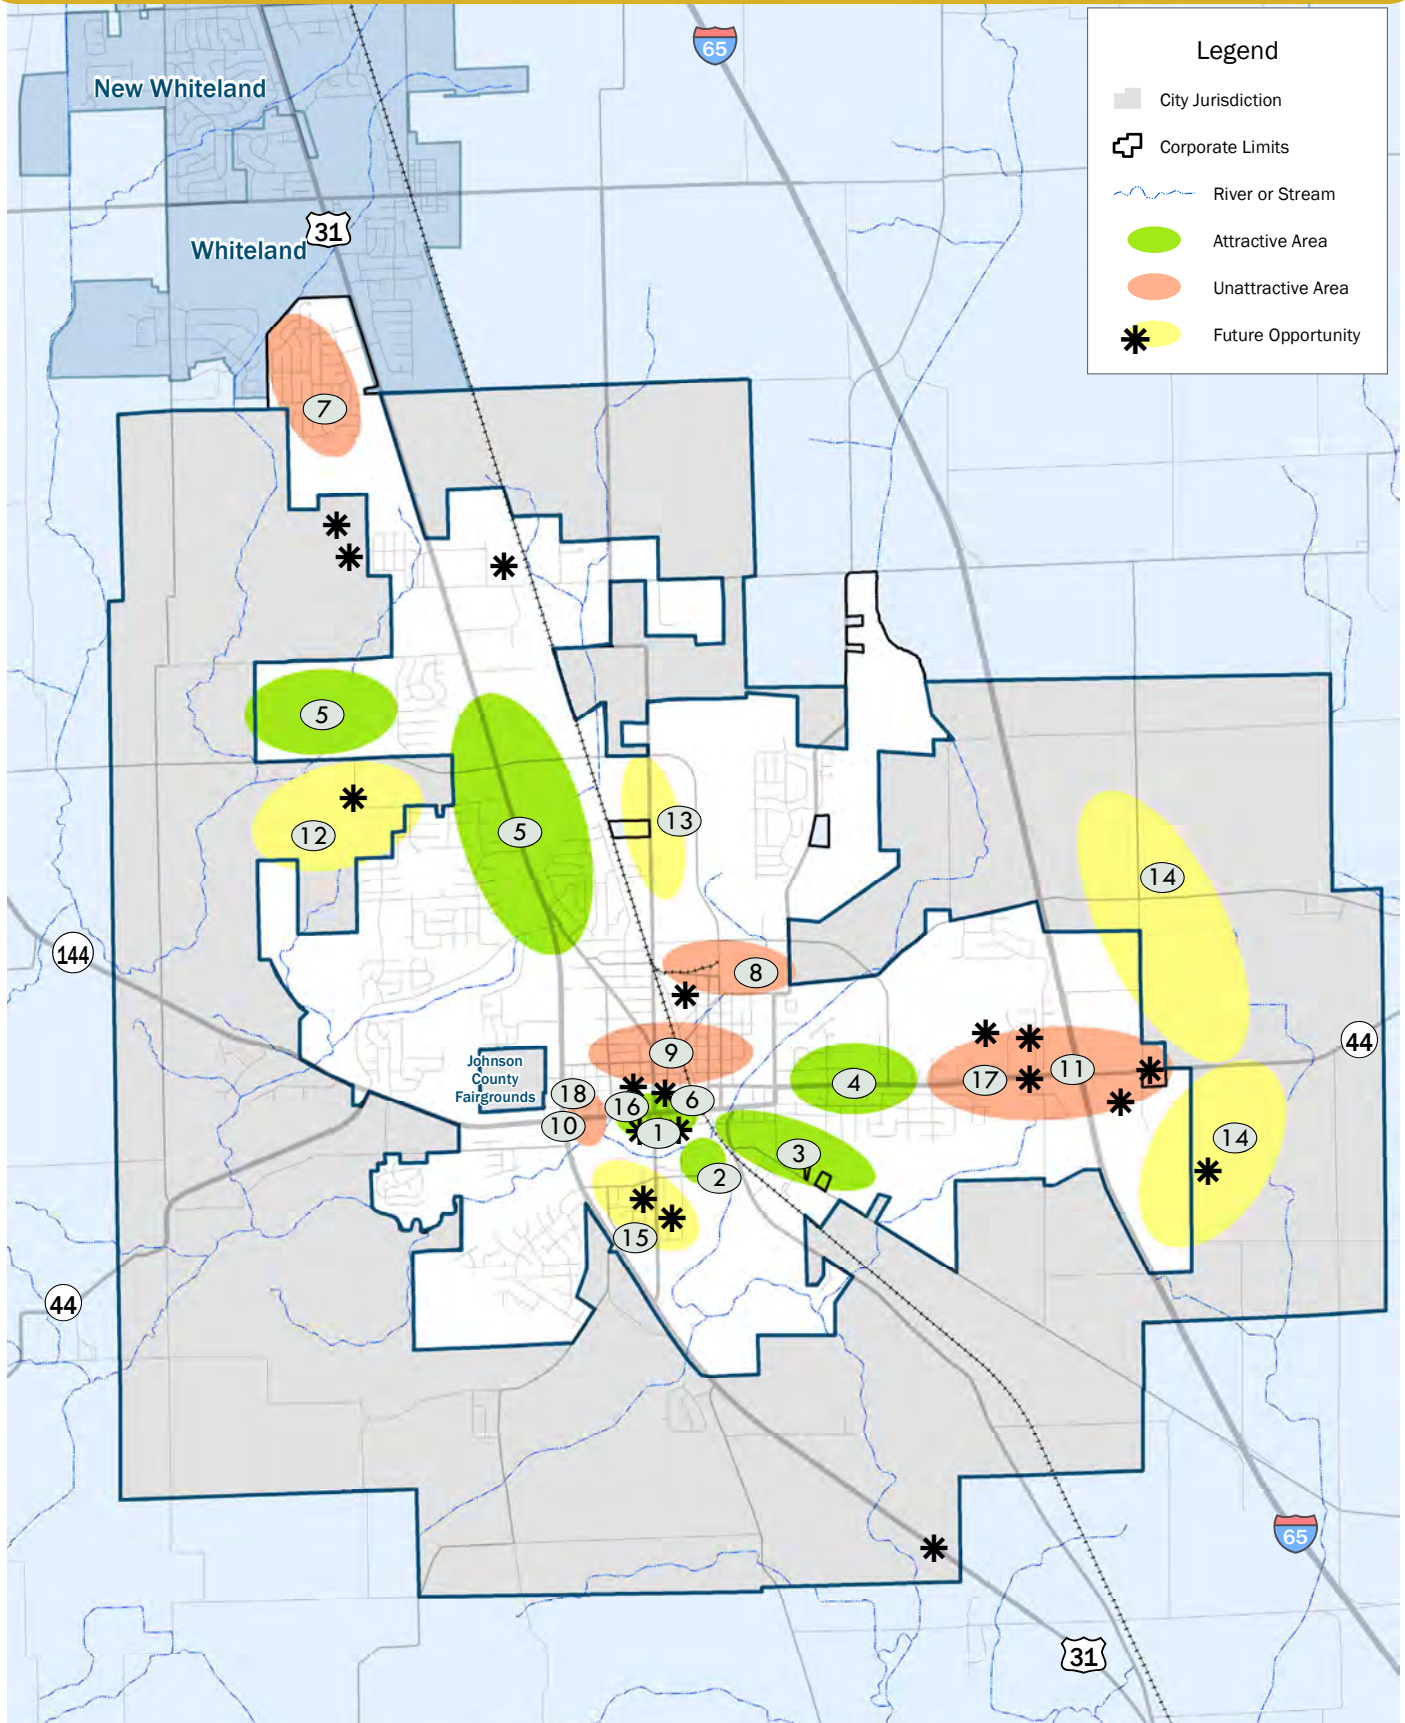 65
Legend
City Jurisdiction
Corporate Limits
River or Stream
Attractive Area
Unattractive Area
Future Opportunity
New Whiteland
31
Whiteland
7
5
5
12
13
14
144
8
44
Johnson
County
Fairgrounds
9
18
16
6
4
17
11
10
1
3
2
14
15
44
65
31